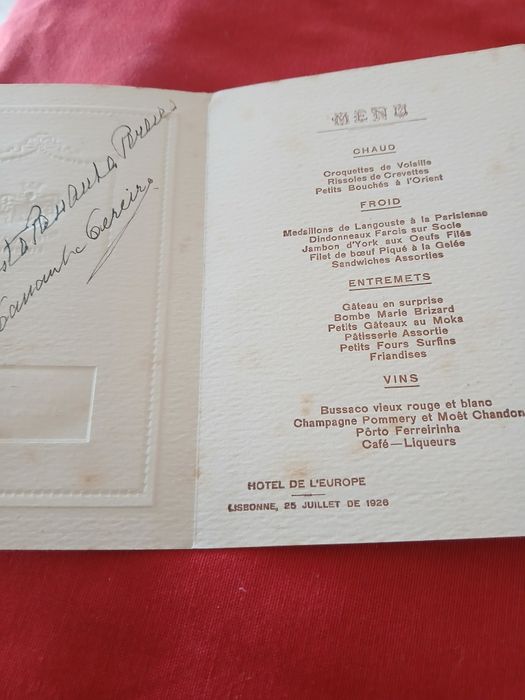 Pereira
MENU
CHAUD
Croquettes de Volaille
Rissoles de Crevettes
Petits Bouchés à l'Orient
FROID
Medaillons de Langouste à la Parisienne
Dindonneaux Farcis sur Socle
Jambon d'York aux Oeufs Filés
Filet de bœuf Piqué à la Gelée
Sandwiches Assorties
ENTREMETS
Gâteau en surprise
Bombe Marie Brizard
Petits Gâteaux au Moka
Pâtisserie Assortie
Petits Fours Surfins
Friandises
VINS
Bussaco vieux rouge et blanc
Champagne Pommery et Moët Chandon
Pôrto Ferreirinha
Café—Liqueurs
HOTEL DE L'EUROPE
LISBONNE, 25 JUILLET DE 1926